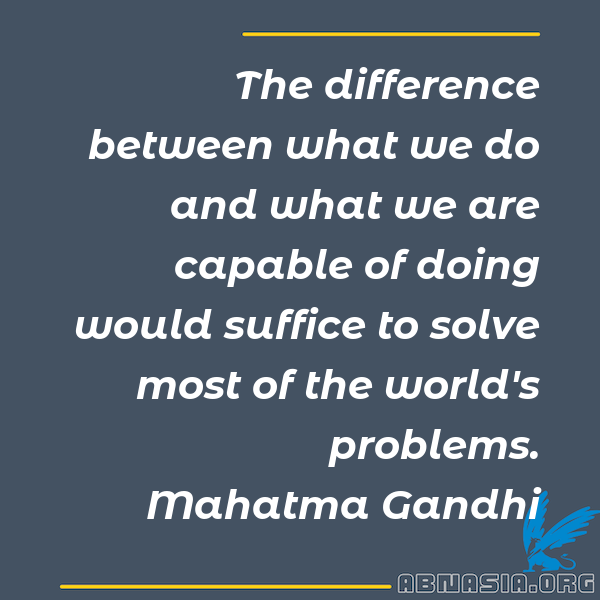 The difference
between what we do
and what we are
capable of doing
would suffice to solve
most of the world's
problems.
Mahatma Gandhi
ABNASIA.ORG